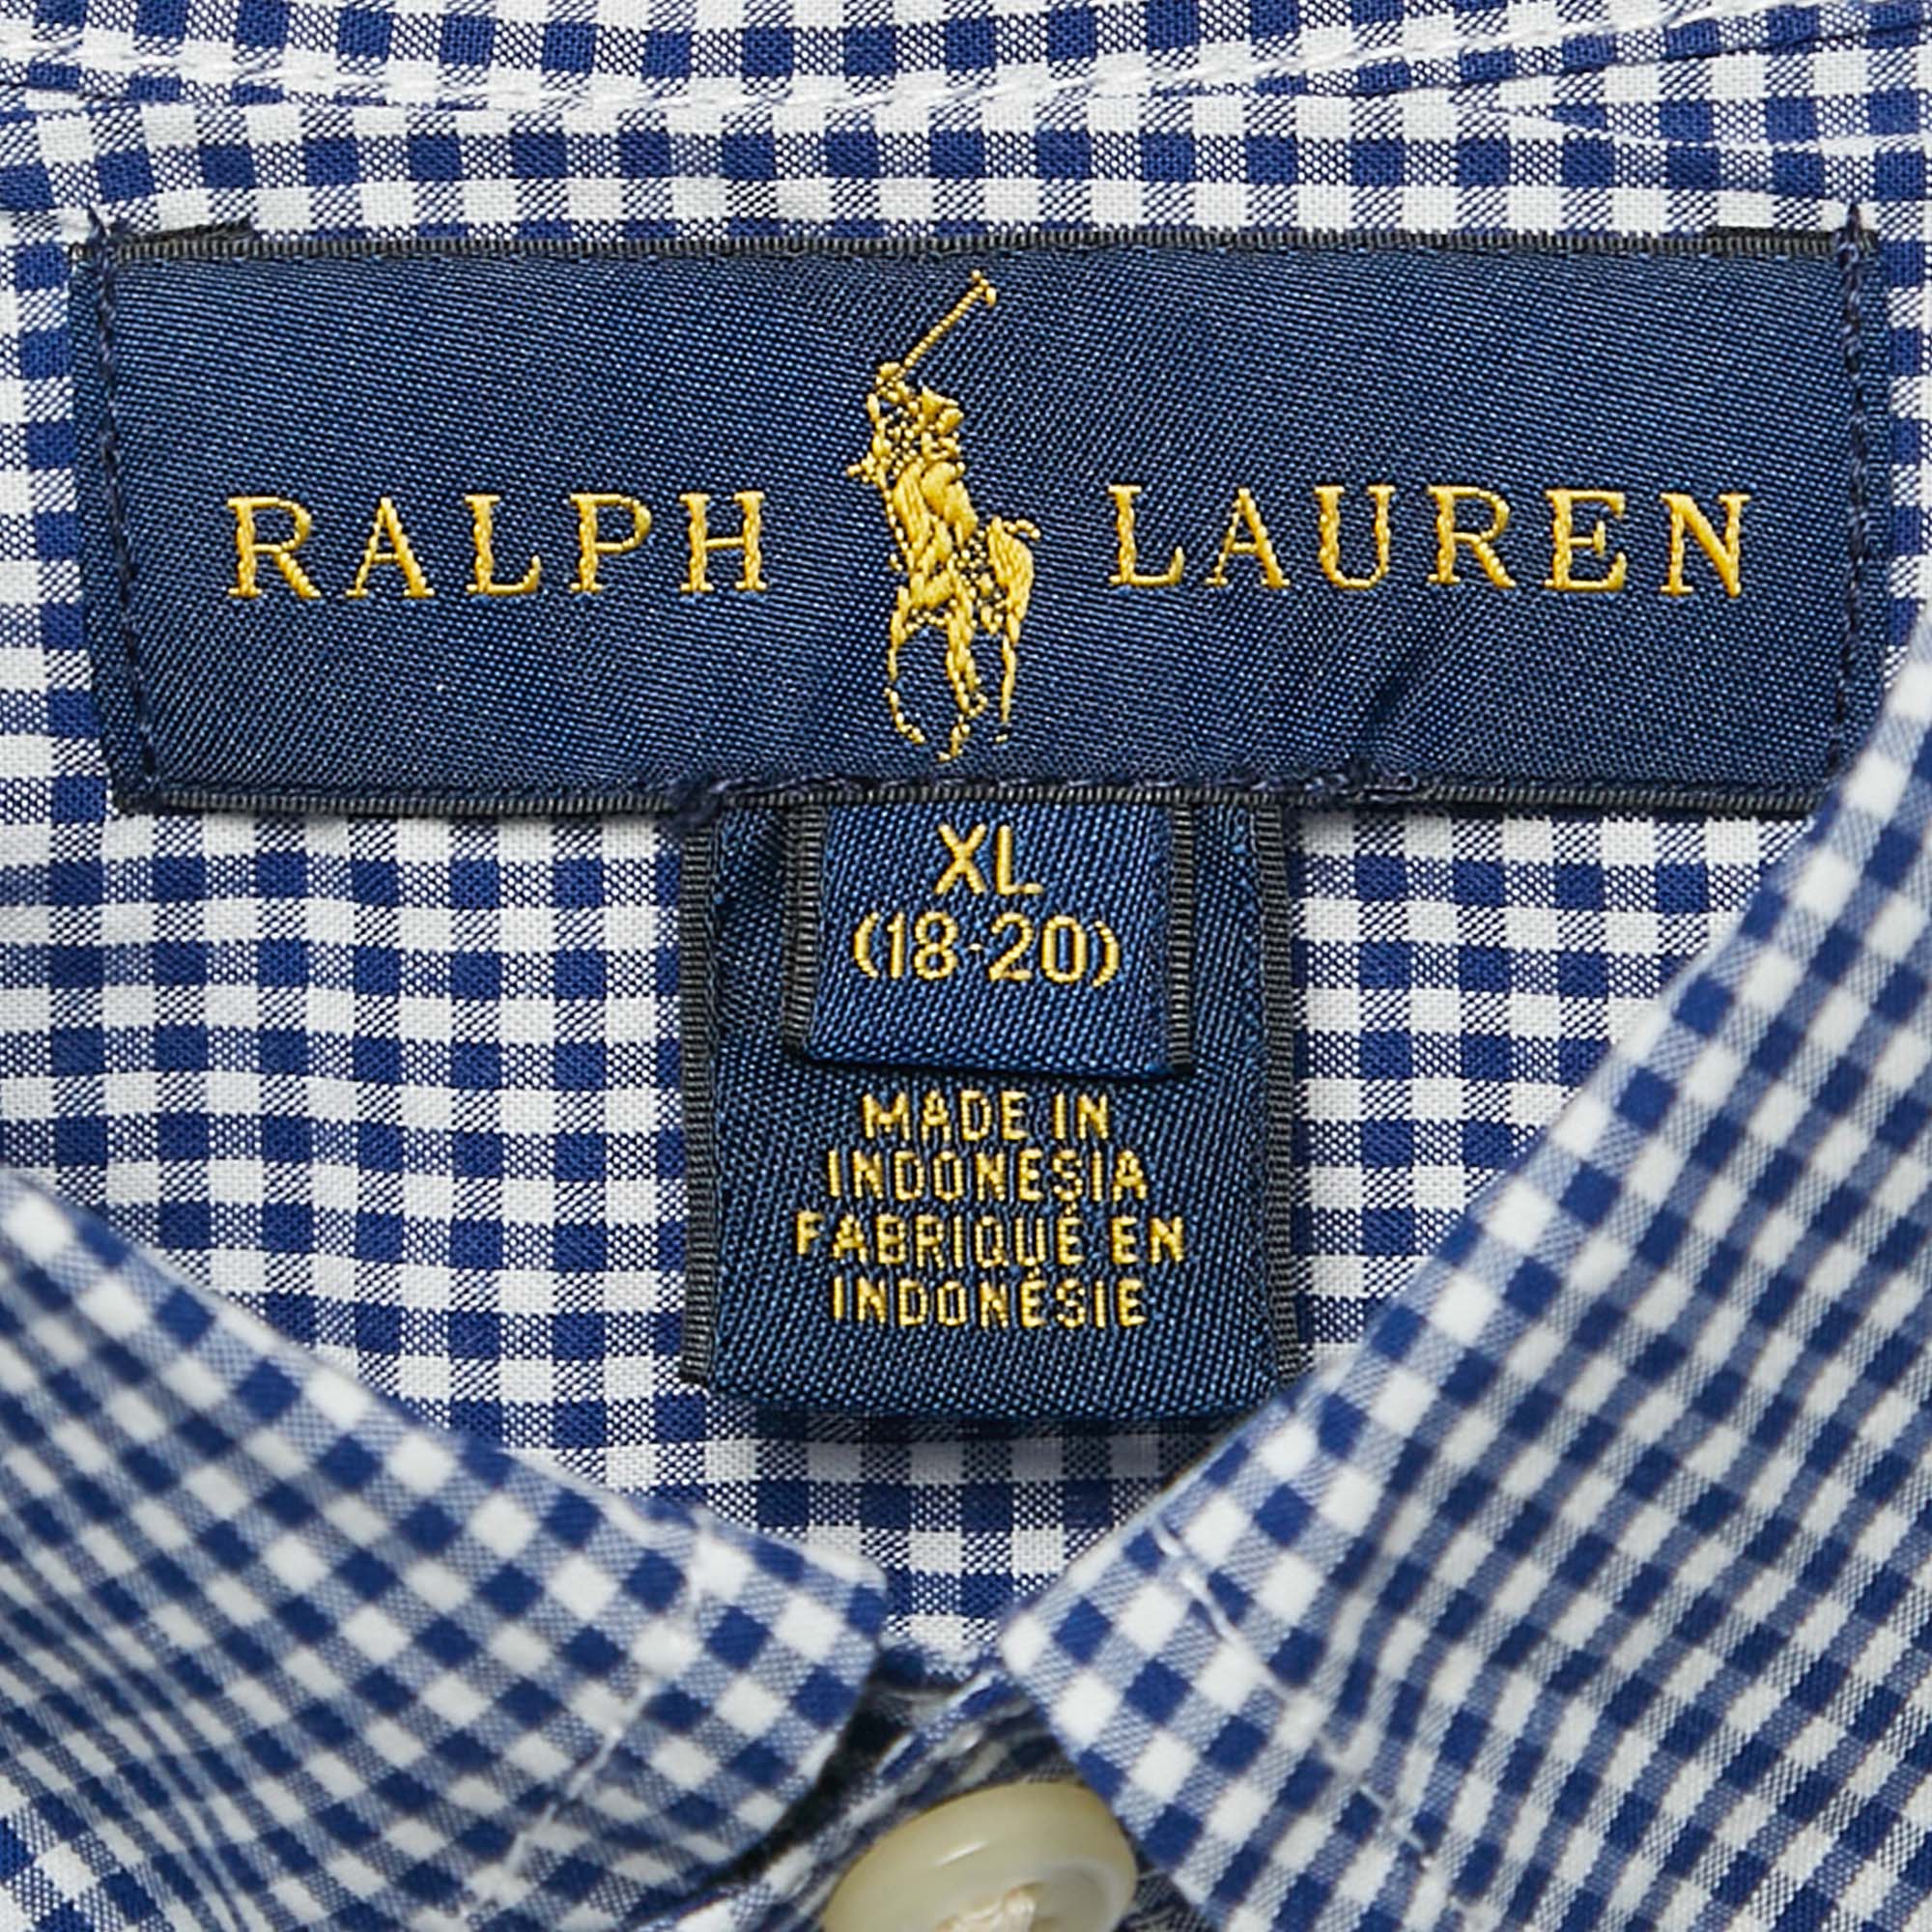 RALPH LAUREN
XL
(18-20)
MADE IN
INDONESIA
FABRIQUÉ EN
INDONÉSIE